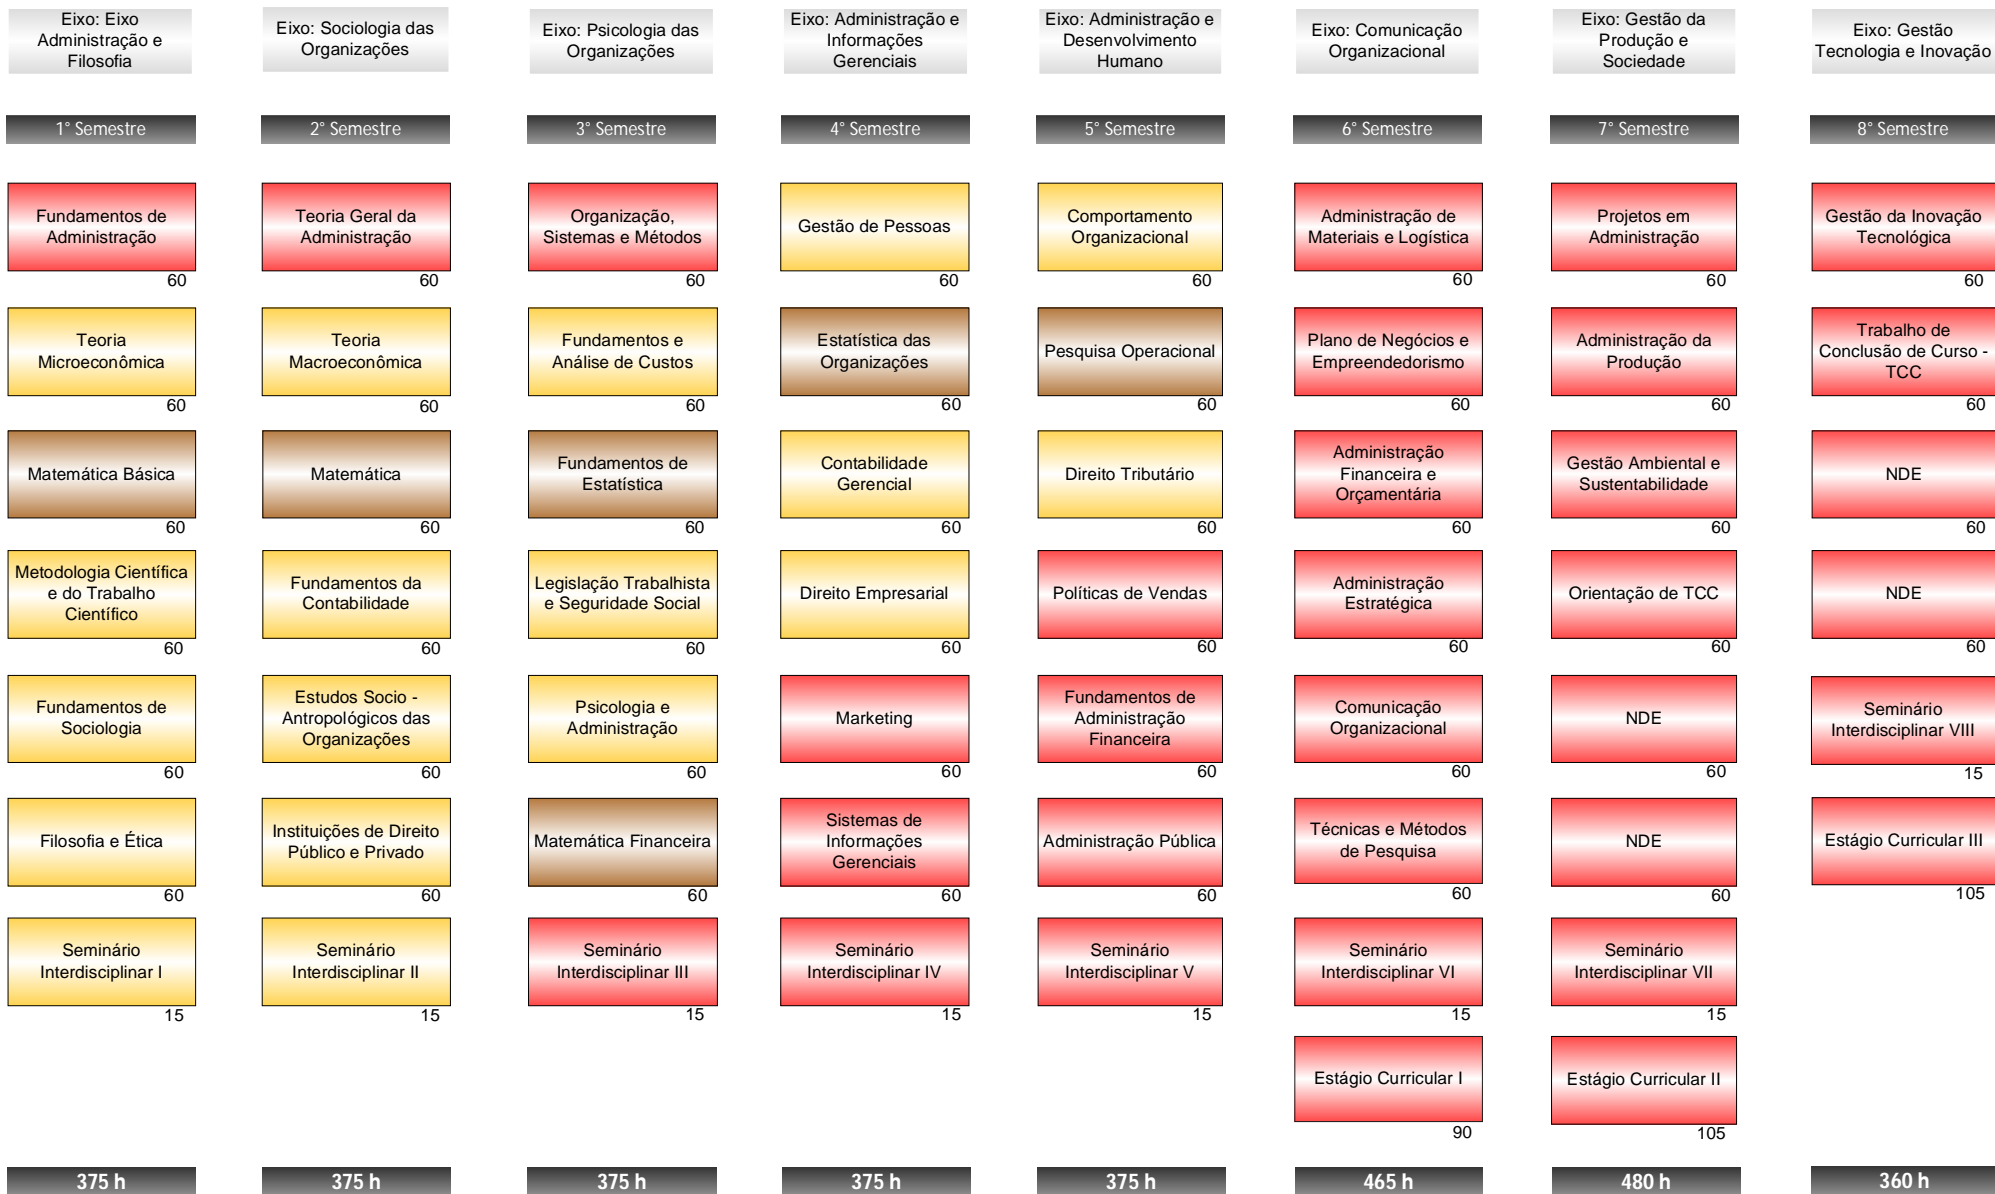 Eixo: Eixo
Administração e
Filosofia
Eixo: Sociologia das
Organizações
Eixo: Psicologia das
Organizações
Eixo: Administração e
Informações
Gerenciais
Eixo: Administração e
Desenvolvimento
Humano
Eixo: Comunicação
Organizacional
Eixo: Gestão da
Produção e
Sociedade
Eixo: Gestão
Tecnologia e Inovação
1° Semestre
2° Semestre
3° Semestre
4° Semestre
5° Semestre
6° Semestre
7° Semestre
8° Semestre
Fundamentos de
Administração
60
Teoria Geral da
Administração
60
Organização,
Sistemas e Métodos
60
Gestão de Pessoas
60
Comportamento
Organizacional
60
Administração de
Materiais e Logística
60
Projetos em
Administração
60
Gestão da Inovação
Tecnológica
60
Teoria
Microeconômica
60
Teoria
Macroeconômica
60
Fundamentos e
Análise de Custos
60
Estatística das
Organizações
60
Pesquisa Operacional
60
Plano de Negócios e
Empreendedorismo
60
Administração da
Produção
60
Trabalho de
Conclusão de Curso -
TCC
60
Matemática Básica
60
Matemática
60
Fundamentos de
Estatística
60
Contabilidade
Gerencial
60
Direito Tributário
60
Administração
Financeira e
Orçamentária
60
Gestão Ambiental e
Sustentabilidade
60
NDE
60
Metodologia Científica
e do Trabalho
Científico
60
Fundamentos da
Contabilidade
60
Legislação Trabalhista
e Seguridade Social
60
Direito Empresarial
60
Políticas de Vendas
60
Administração
Estratégica
60
Orientação de TCC
60
NDE
60
Fundamentos de
Sociologia
60
Estudos Socio -
Antropológicos das
Organizações
60
Psicologia e
Administração
60
Marketing
60
Fundamentos de
Administração
Financeira
60
Comunicação
Organizacional
60
NDE
60
Seminário
Interdisciplinar VIII
15
Filosofia e Ética
60
Instituições de Direito
Público e Privado
60
Matemática Financeira
60
Sistemas de
Informações
Gerenciais
60
Administração Pública
60
Técnicas e Métodos
de Pesquisa
60
NDE
60
Estágio Curricular III
105
Seminário
Interdisciplinar I
15
Seminário
Interdisciplinar II
15
Seminário
Interdisciplinar III
15
Seminário
Interdisciplinar IV
15
Seminário
Interdisciplinar V
15
Seminário
Interdisciplinar VI
15
Seminário
Interdisciplinar VII
15
Estágio Curricular I
90
Estágio Curricular II
105
375 h
375 h
375 h
375 h
375 h
465 h
480 h
360 h